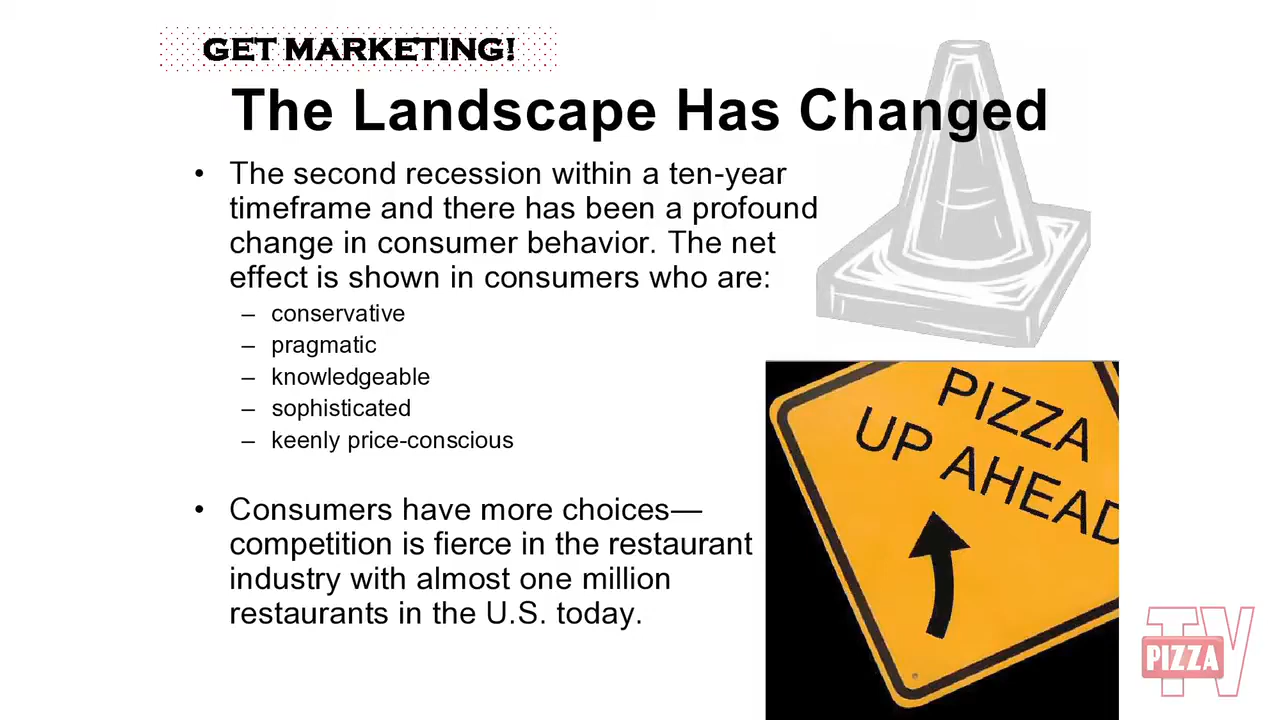 GET MARKETING!
The Landscape Has Changed
• The second recession within a ten-year
timeframe and there has been a profound
change in consumer behavior. The net
effect is shown in consumers who are:
– conservative
– pragmatic
– knowledgeable
– sophisticated
– keenly price-conscious
• Consumers have more choices—
competition is fierce in the restaurant
industry with almost one million
restaurants in the U.S. today.
PIZZA
UP AHEAD
TV
PIZZA